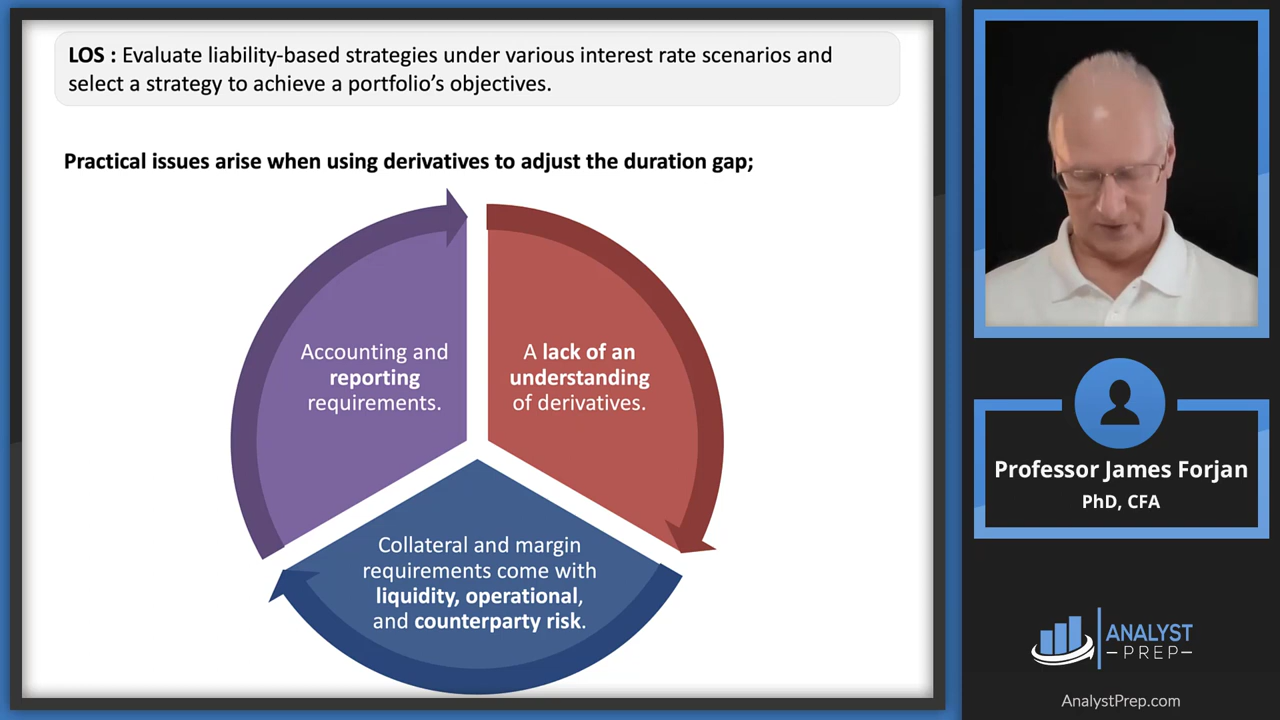 LOS : Evaluate liability-based strategies under various interest rate scenarios and
select a strategy to achieve a portfolio's objectives.
Practical issues arise when using derivatives to adjust the duration gap;
Accounting and
reporting
requirements.
A lack of an
understanding
of derivatives.
Collateral and margin
requirements come with
liquidity, operational,
and counterparty risk.
Professor James Forjan
PhD, CFA
ANALYST
PREP
AnalystPrep.com